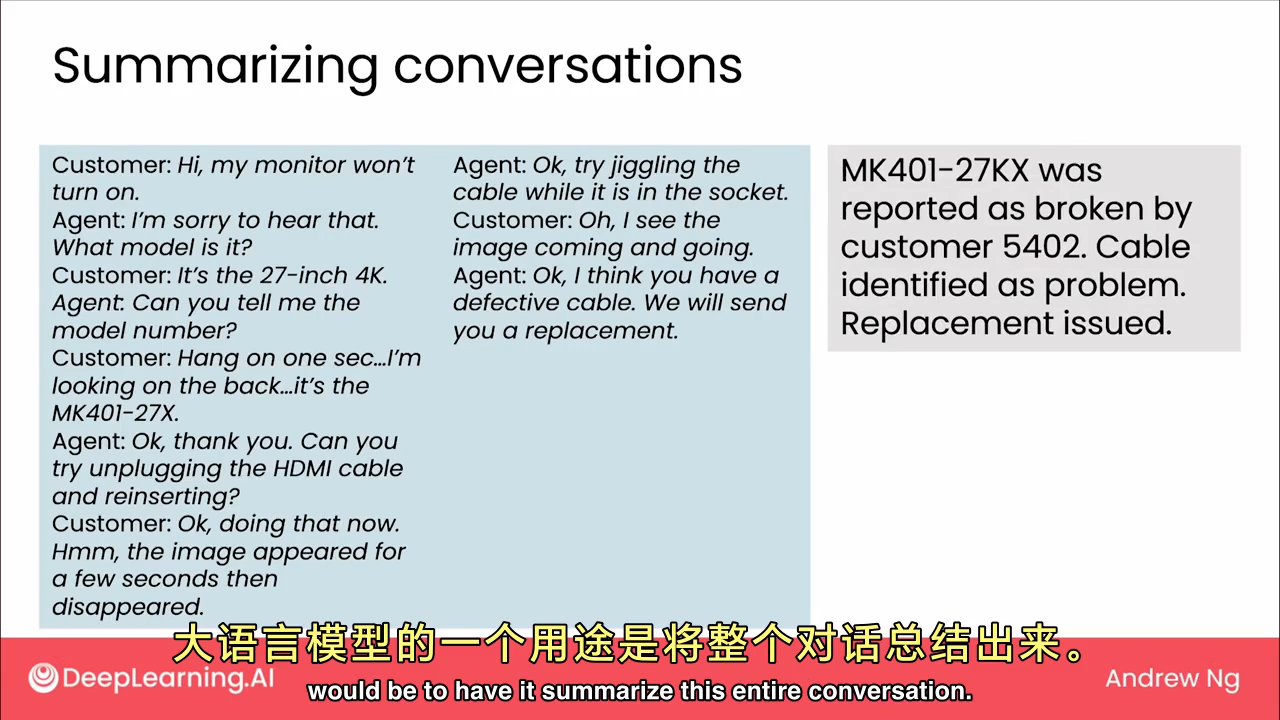 Summarizing conversations
Customer: Hi, my monitor won't
turn on.
Agent: I'm sorry to hear that.
What model is it?
Customer: It's the 27-inch 4K.
Agent: Can you tell me the
model number?
Customer: Hang on one sec...I'm
looking on the back...it's the
MK401-27X.
Agent: Ok, thank you. Can you
try unplugging the HDMI cable
and reinserting?
Customer: Ok, doing that now.
Hmm, the image appeared for
a few seconds then
disappeared.
Agent: Ok, try jiggling the
cable while it is in the socket.
Customer: Oh, I see the
image coming and going.
Agent: Ok, I think you have a
defective cable. We will send
you a replacement.
MK401-27KX was
reported as broken by
customer 5402. Cable
identified as problem.
Replacement issued.
大语言模型的一个用途是将整个对话总结出来。
would be to have it summarize this entire conversation.
DeepLearning.AI
Andrew Ng